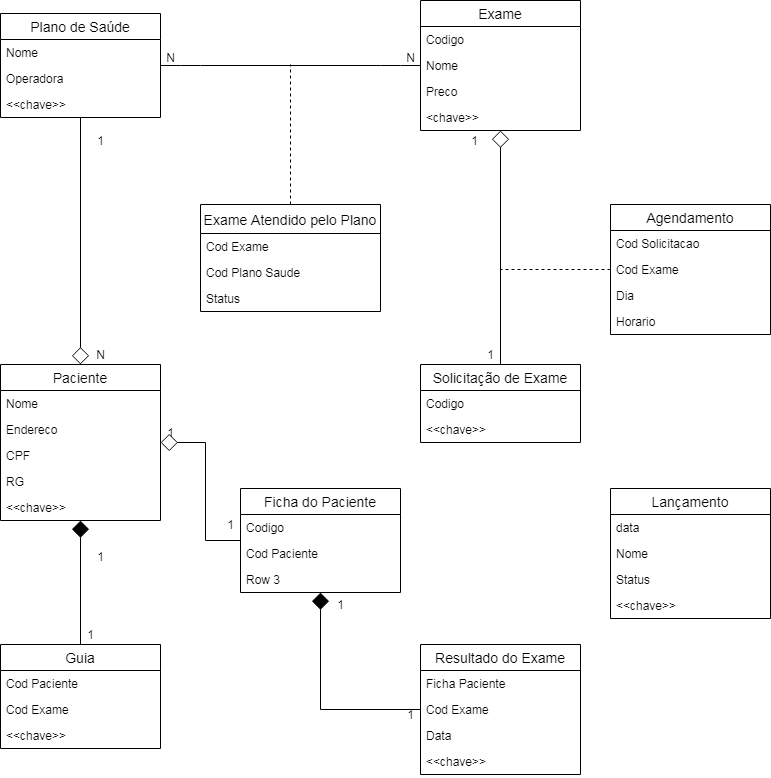 Plano de Saúde
Nome
Operadora
<<chave>>
N
N
1
Exame
Codigo
Nome
Preco
<chave>>
1
Exame Atendido pelo Plano
Cod Exame
Cod Plano Saude
Status
Agendamento
Cod Solicitacao
Cod Exame
Dia
Horario
N
1
Paciente
Nome
Endereco
CPF
RG
<<chave>>
1
1
Solicitação de Exame
Codigo
<<chave>>
1
Ficha do Paciente
Codigo
Cod Paciente
Row 3
1
Lançamento
data
Nome
Status
<<chave>>
1
Guia
Cod Paciente
Cod Exame
<<chave>>
1
Resultado do Exame
Ficha Paciente
Cod Exame
Data
<<chave>>